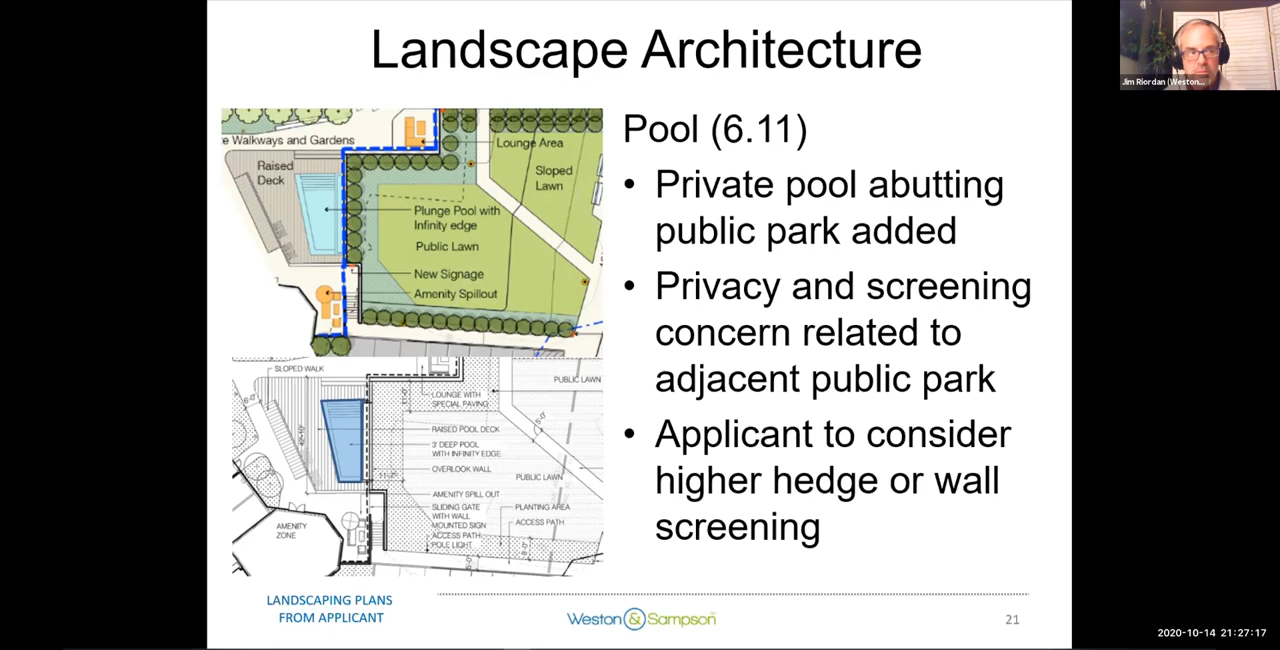 Landscape Architecture
e Walkways and Gardens
Raised
Deck
Lounge Area
Sloped
Lawn
Plunge Pool with
Infinity edge
Public Lawn
New Signage
Amenity Spillout
SLOPED WALK
PUBLIC LAWN
LOUNGE WITH
SPECIAL PAVING
RAISED POOL DECK
3' DEEP POOL
WITH INFINITY EDGE
OVERLOOK WALL
PUBLIC LAWN
AMENITY SPILL OUT
SLIDING GATE
WITH WALL
MOUNTED SIGN
ACCESS PATH
POLE LIGHT
PLANTING AREA
ACCESS PATH
AMENITY
ZONE
Pool (6.11)
• Private pool abutting
public park added
• Privacy and screening
concern related to
adjacent public park
• Applicant to consider
higher hedge or wall
screening
LANDSCAPING PLANS
FROM APPLICANT
Weston & Sampson
21
Jim Riordan (Weston...
2020-10-14 21:27:17